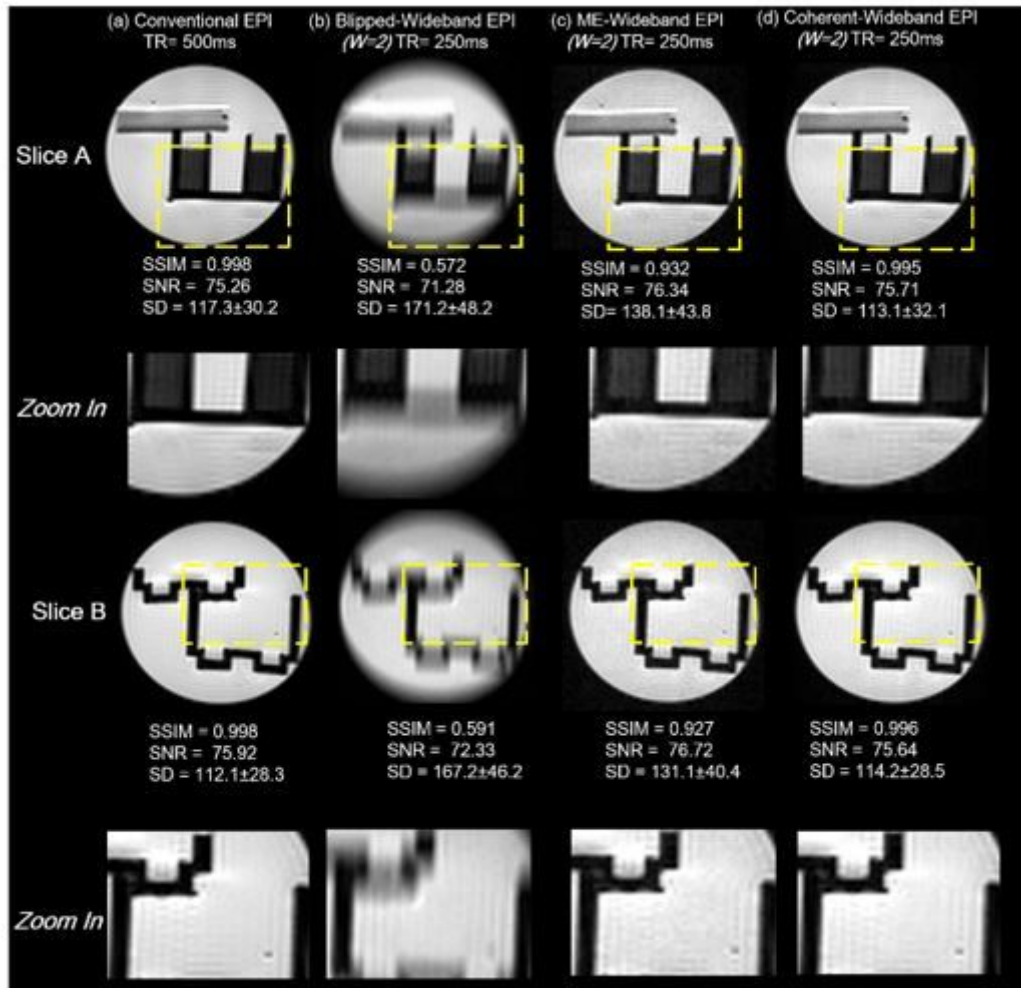 (a) Conventional EPI
TR= 500ms
(b) Blipped-Wideband EPI
(W=2) TR= 250ms
(c) ME-Wideband EPI
(W=2) TR= 250ms
(d) Coherent-Wideband EPI
(W=2) TR= 250ms
Slice A
SSIM = 0.998
SNR = 75.26
SD = 117.3±30.2
SSIM = 0.572
SNR = 71.28
SD = 171.2±48.2
SSIM = 0.932
SNR = 76.34
SD= 138.1±43.8
SSIM = 0.995
SNR = 75.71
SD = 113.1±32.1
Zoom In
Slice B
SSIM = 0.998
SNR = 75.92
SD = 112.1±28.3
SSIM = 0.591
SNR = 72.33
SD = 167.2±46.2
SSIM = 0.927
SNR = 76.72
SD = 131.1±40.4
SSIM = 0.996
SNR = 75.64
SD = 114.2±28.5
Zoom In